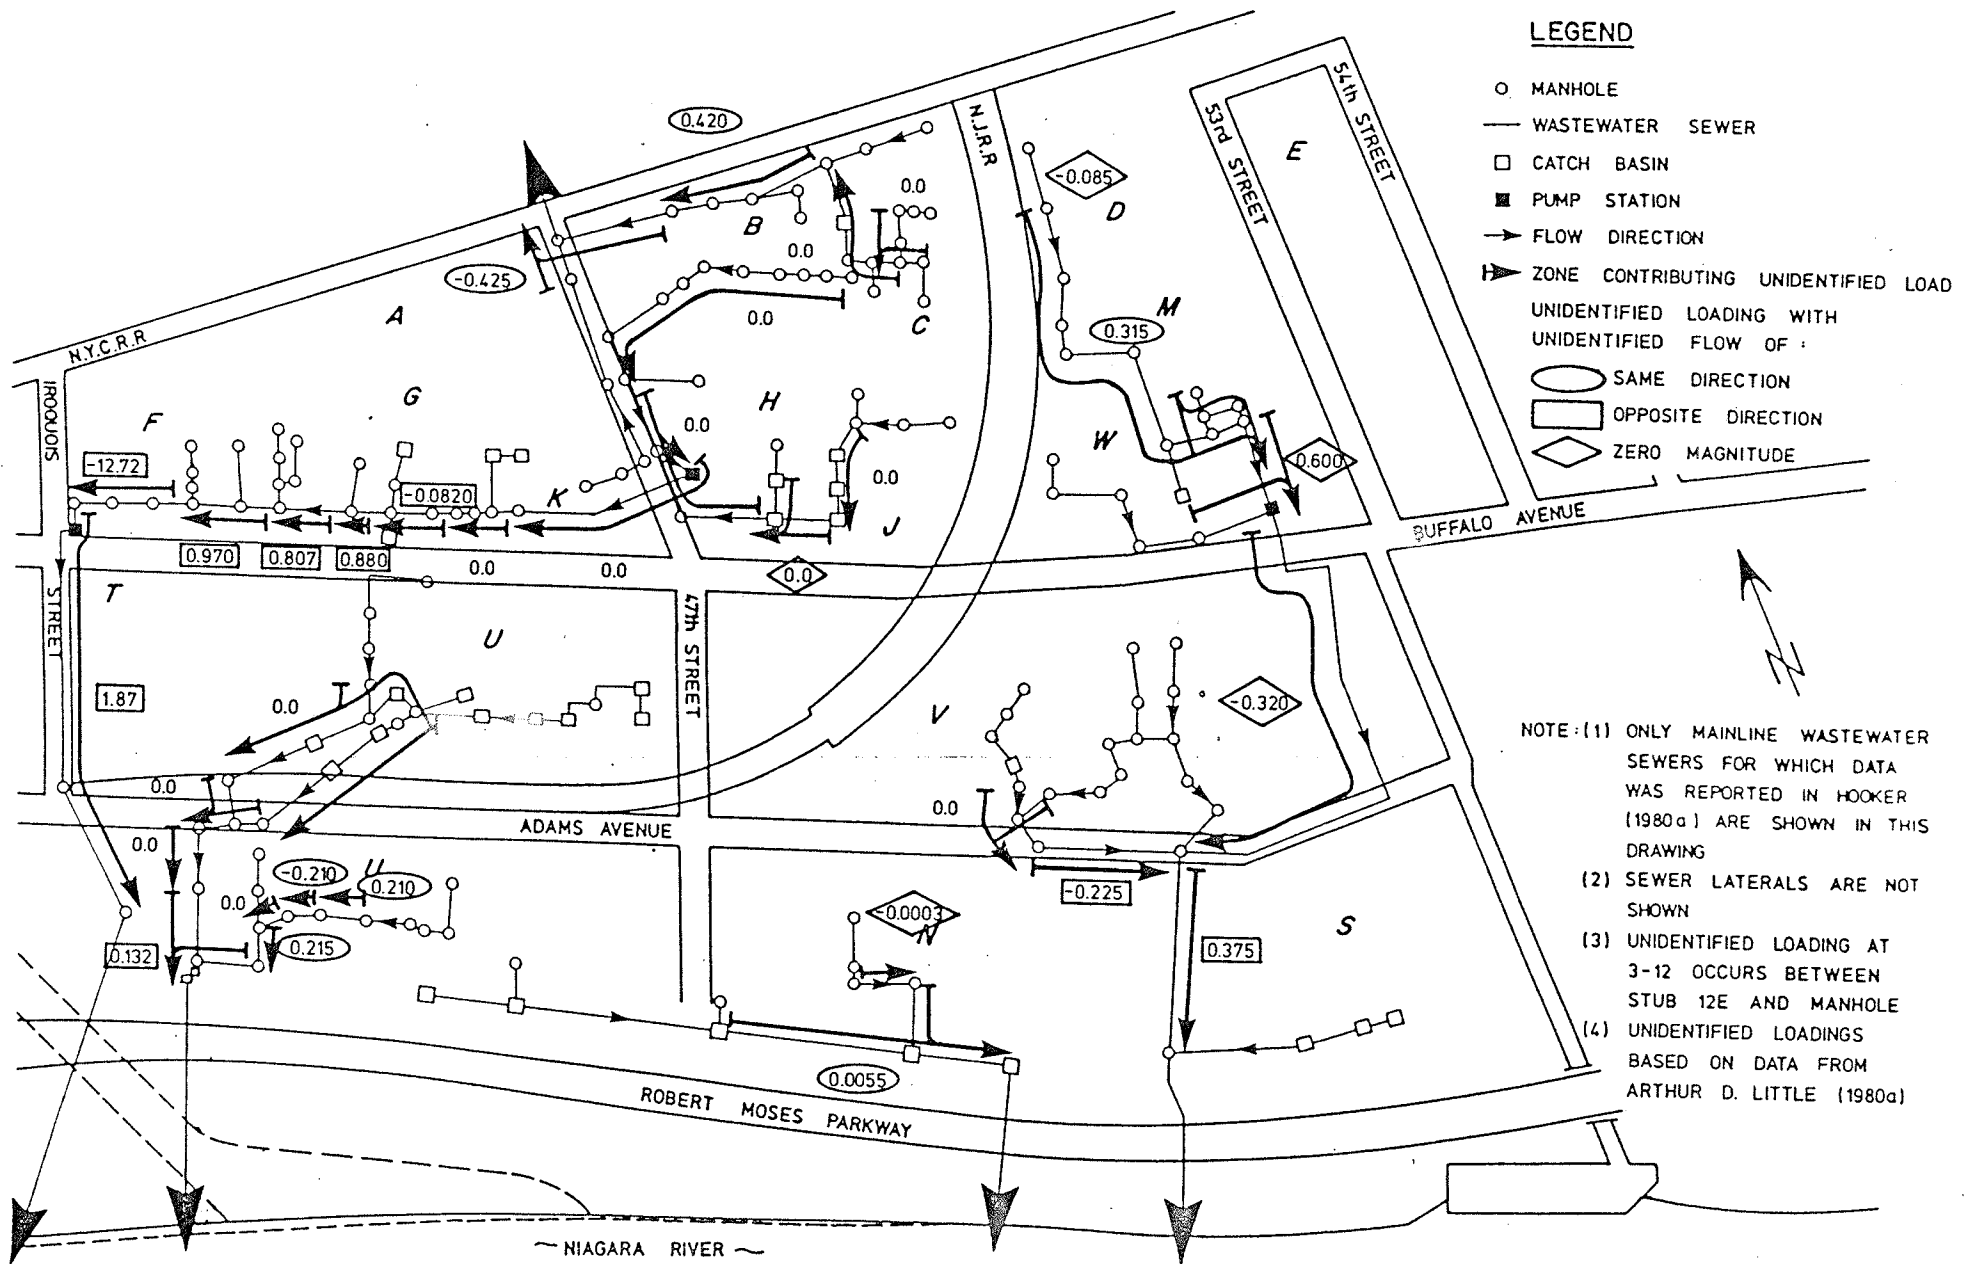 LEGEND
MANHOLE
WASTEWATER SEWER
CATCH BASIN
PUMP STATION
FLOW DIRECTION
ZONE CONTRIBUTING UNIDENTIFIED LOAD
UNIDENTIFIED LOADING WITH
UNIDENTIFIED FLOW OF :
SAME DIRECTION
OPPOSITE DIRECTION
ZERO MAGNITUDE
NOTE: (1) ONLY MAINLINE WASTEWATER
SEWERS FOR WHICH DATA
WAS REPORTED IN HOOKER
(1980a) ARE SHOWN IN THIS
DRAWING
(2) SEWER LATERALS ARE NOT
SHOWN
(3) UNIDENTIFIED LOADING AT
3-12 OCCURS BETWEEN
STUB 12E AND MANHOLE
(4) UNIDENTIFIED LOADINGS
BASED ON DATA FROM
ARTHUR D. LITTLE (1980a)
N
54th STREET
53rd STREET
E
N.J.R.R
0.420
-0.085
D
0.0
B
0.0
-0.425
A
0.0
C
M
0.315
N.Y.C.R.R
IROQUOIS
STREET
F
G
H
0.0
W
-12.72
-0.0820
K
0.0
J
0.600
0.970
0.807
0.880
0.0
0.0
0.0
BUFFALO AVENUE
T
U
47th STREET
1.87
0.0
V
-0.320
0.0
0.0
ADAMS AVENUE
0.0
-0.210
U
0.210
0.0
-0.225
0.132
0.215
-0.0003
N
0.375
S
0.0055
ROBERT MOSES PARKWAY
~ NIAGARA RIVER ~